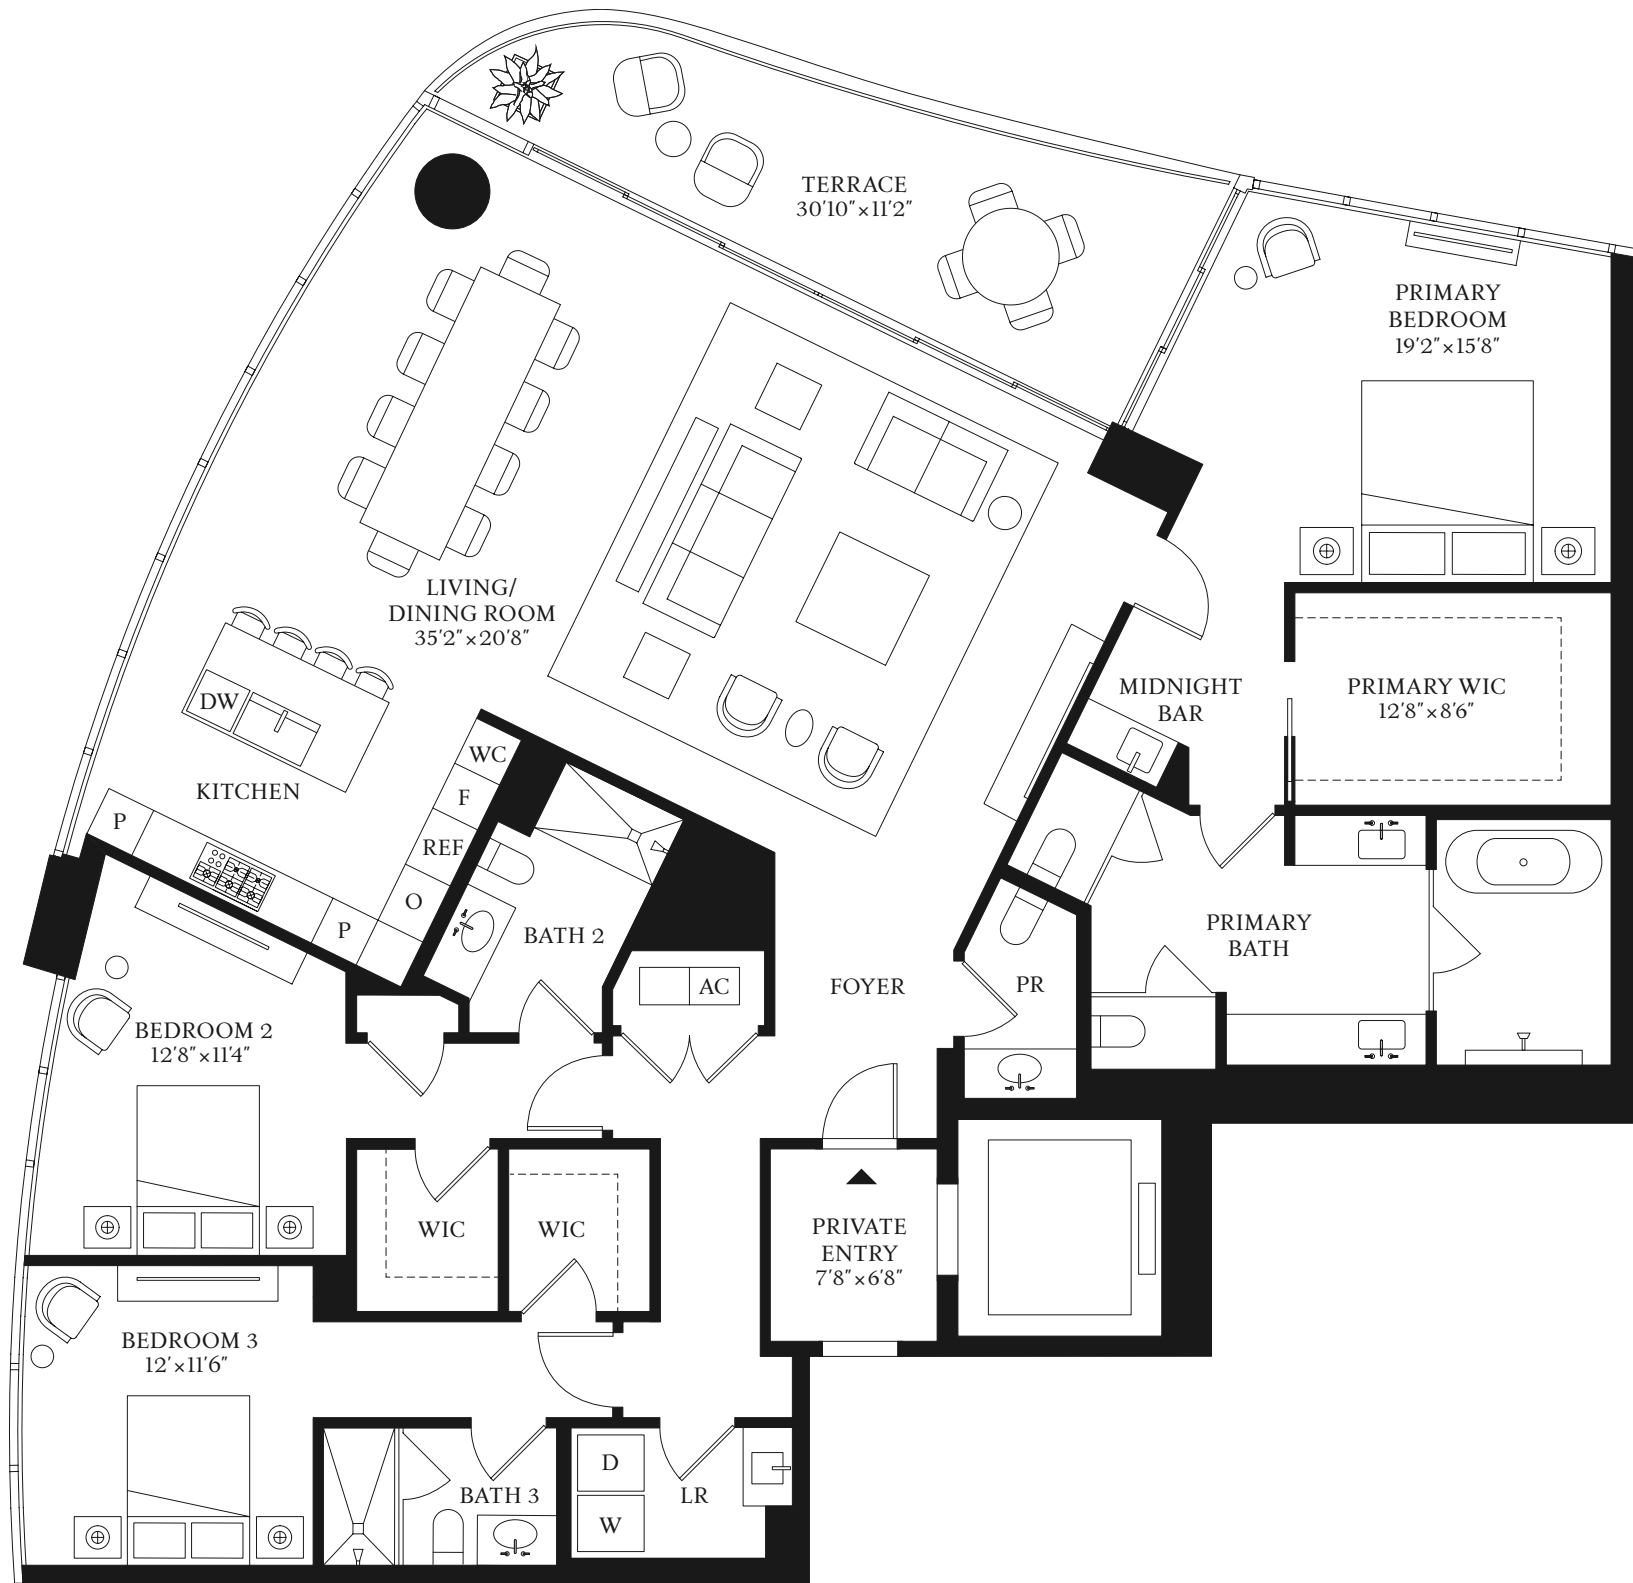 TERRACE
30'10"×11'2"
PRIMARY
BEDROOM
19'2"×15'8"
LIVING/
DINING ROOM
35'2"×20'8"
DW
MIDNIGHT
BAR
PRIMARY WIC
12'8"×8'6"
WC
KITCHEN
F
P
REF
O
P
BATH 2
PRIMARY
BATH
AC
FOYER
PR
BEDROOM 2
12'8"×11'4"
WIC
WIC
PRIVATE
ENTRY
7'8"×6'8"
BEDROOM 3
12'×11'6"
D
BATH 3
LR
W